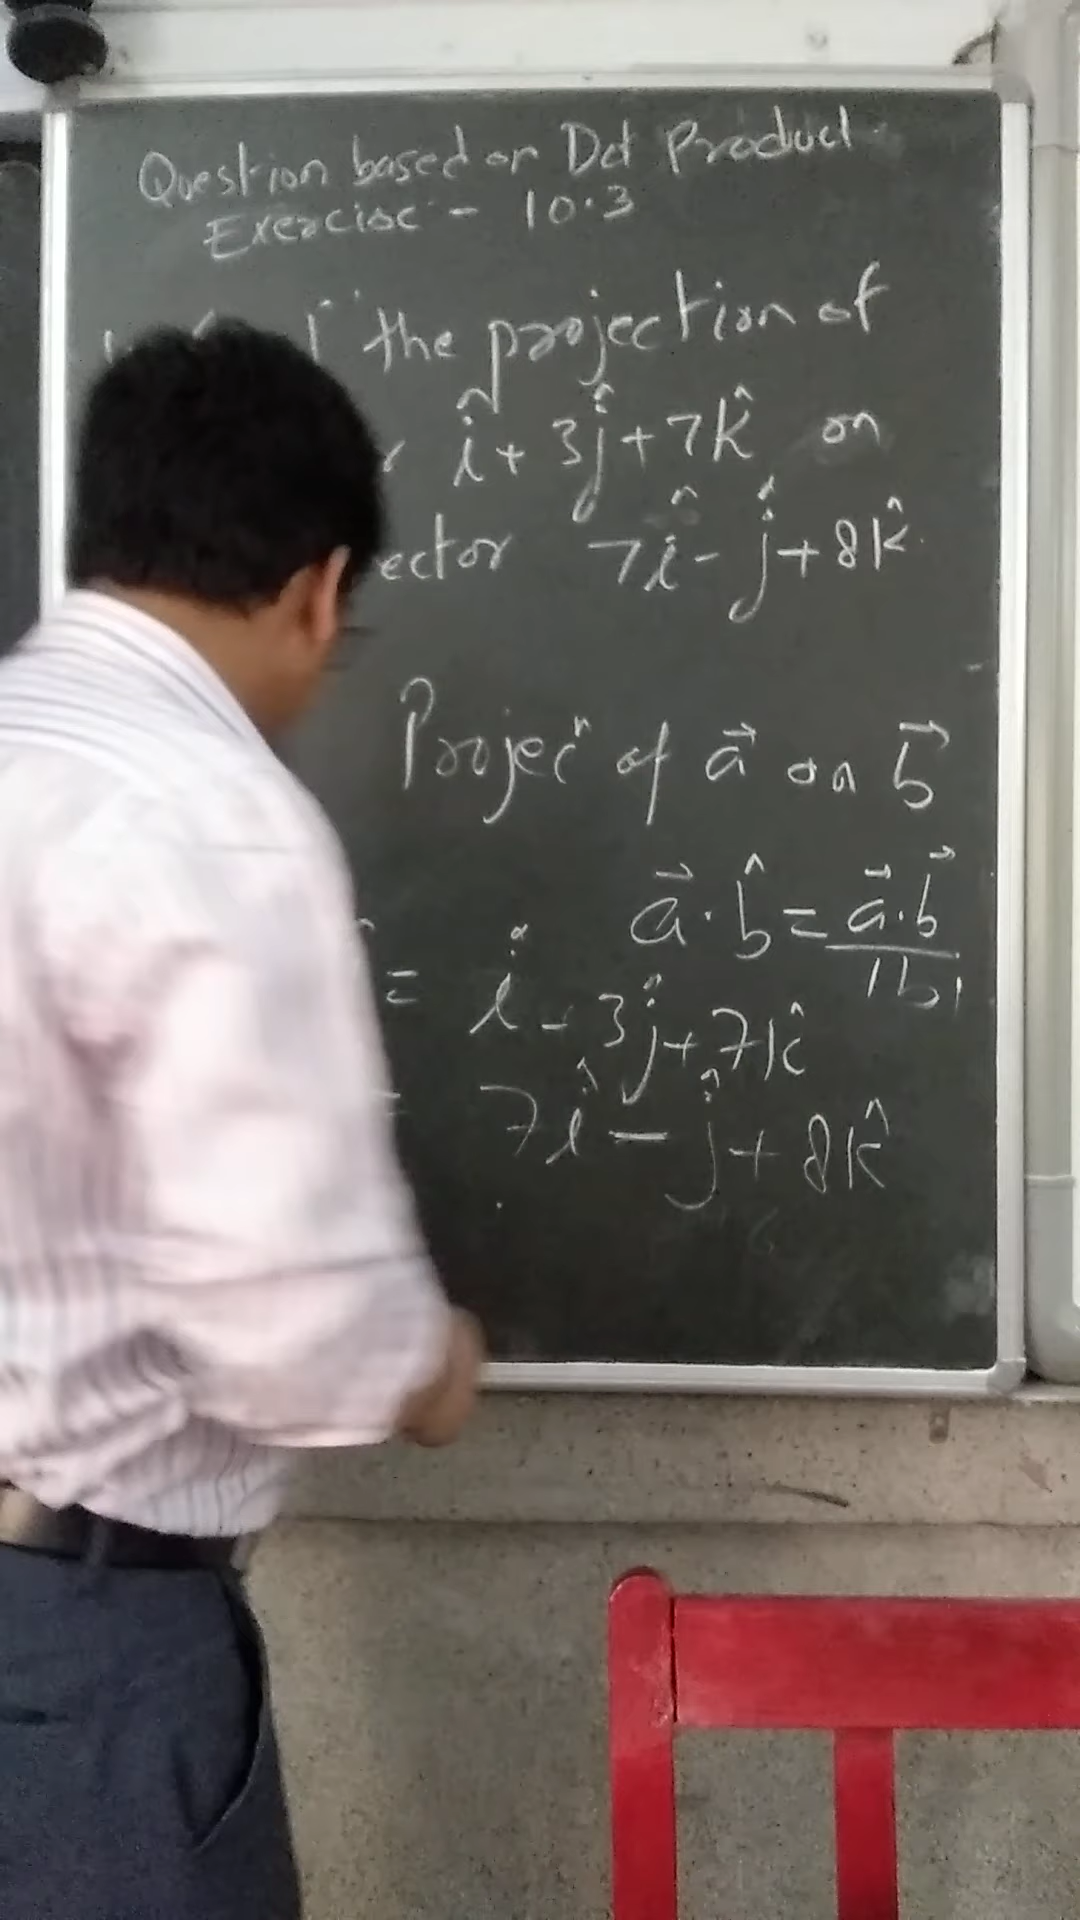 Question based on Dot Product
Exercise - 10.3
the projection of
î + 3ĵ + 7k̂ on
ector 7î - ĵ + 8k̂
Projecⁿ of a⃗ on b⃗
a⃗ · b̂ = a⃗·b⃗ / |b|
= î - 3ĵ + 7k̂
= 7î - ĵ + 8k̂